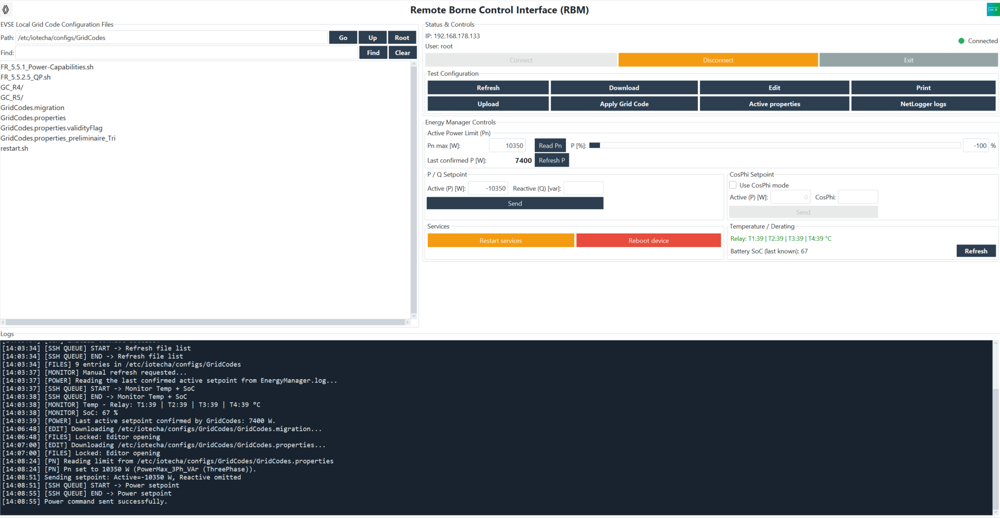 Remote Borne Control Interface (RBM)
EVSE Local Grid Code Configuration Files
Path: /etc/iotecha/configs/GridCodes Go Up Root
Find: Find Clear
FR_5.5.1_Power-Capabilities.sh
FR_5.5.2.5_QP.sh
GC_R4/
GC_R5/
GridCodes.migration
GridCodes.properties
GridCodes.properties.validityFlag
GridCodes.properties_preliminaire_Tri
restart.sh
Status & Controls
IP: 192.168.178.133
Connected
User: root
Connect Disconnect Exit
Test Configuration
Refresh Download Edit Print
Upload Apply Grid Code Active properties NetLogger logs
Energy Manager Controls
Active Power Limit (Pn)
Pn max [W]: 10350 Read Pn P [%]: -100 %
Last confirmed P [W]: 7400 Refresh P
P / Q Setpoint
Active (P) [W]: -10350 Reactive (Q) [var]:
Send
CosPhi Setpoint
Use CosPhi mode
Active (P) [W]: 0 CosPhi:
Send
Services
Restart services Reboot device
Temperature / Derating
Relay: T1:39 | T2:39 | T3:39 | T4:39 °C
Battery SoC (last known): 67
Refresh
Logs
[14:03:34] [SSH QUEUE] START -> Refresh file list
[14:03:34] [SSH QUEUE] END -> Refresh file list
[14:03:34] [FILES] 9 entries in /etc/iotecha/configs/GridCodes
[14:03:37] [MONITOR] Manual refresh requested...
[14:03:37] [POWER] Reading the last confirmed active setpoint from EnergyManager.log...
[14:03:37] [SSH QUEUE] START -> Monitor Temp + SoC
[14:03:38] [SSH QUEUE] END -> Monitor Temp + SoC
[14:03:38] [MONITOR] Temp - Relay: T1:39 | T2:39 | T3:39 | T4:39 °C
[14:03:38] [MONITOR] SoC: 67 %
[14:03:39] [POWER] Last active setpoint confirmed by GridCodes: 7400 W.
[14:06:48] [EDIT] Downloading /etc/iotecha/configs/GridCodes/GridCodes.migration...
[14:06:48] [FILES] Locked: Editor opening
[14:07:00] [EDIT] Downloading /etc/iotecha/configs/GridCodes/GridCodes.properties...
[14:07:00] [FILES] Locked: Editor opening
[14:08:24] [PN] Reading limit from /etc/iotecha/configs/GridCodes/GridCodes.properties
[14:08:24] [PN] Pn set to 10350 W (PowerMax_3Ph_VAr (ThreePhase)).
[14:08:51] Sending setpoint: Active=-10350 W, Reactive omitted
[14:08:51] [SSH QUEUE] START -> Power setpoint
[14:08:55] [SSH QUEUE] END -> Power setpoint
[14:08:55] Power command sent successfully.